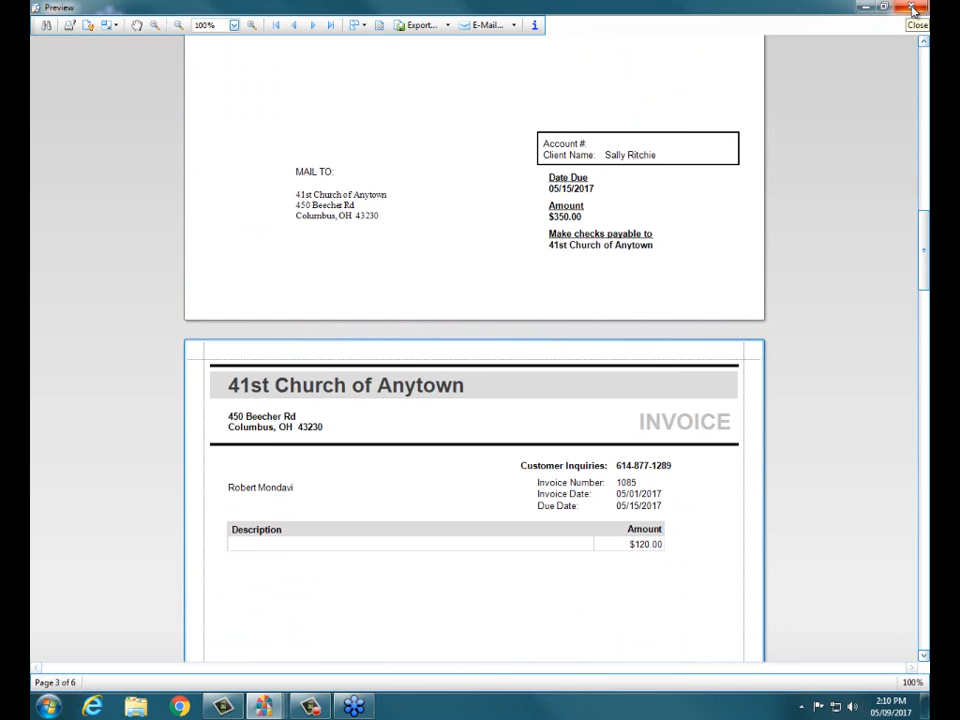 Preview
Close
100%
Export...
E-Mail...
Account #:
Client Name: Sally Ritchie
MAIL TO:
41st Church of Anytown
450 Beecher Rd
Columbus, OH 43230
Date Due
05/15/2017
Amount
$350.00
Make checks payable to
41st Church of Anytown
41st Church of Anytown
450 Beecher Rd
Columbus, OH 43230
INVOICE
Customer Inquiries: 614-877-1289
Robert Mondavi
Invoice Number: 1085
Invoice Date: 05/01/2017
Due Date: 05/15/2017
Description Amount
$120.00
Page 3 of 6
100%
2:10 PM
05/09/2017